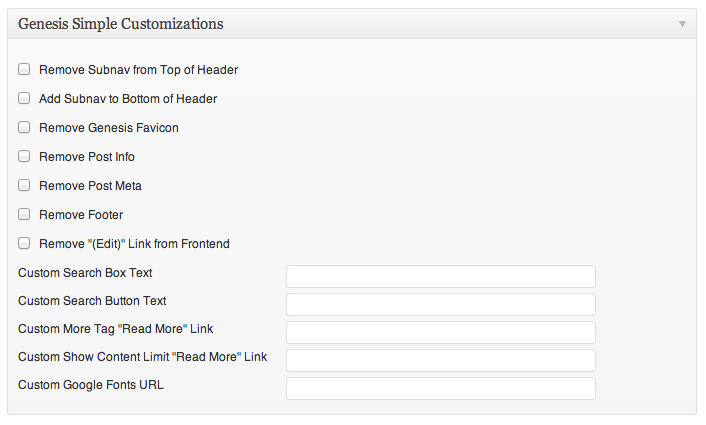 Genesis Simple Customizations
Remove Subnav from Top of Header
Add Subnav to Bottom of Header
Remove Genesis Favicon
Remove Post Info
Remove Post Meta
Remove Footer
Remove "(Edit)" Link from Frontend
Custom Search Box Text
Custom Search Button Text
Custom More Tag "Read More" Link
Custom Show Content Limit "Read More" Link
Custom Google Fonts URL